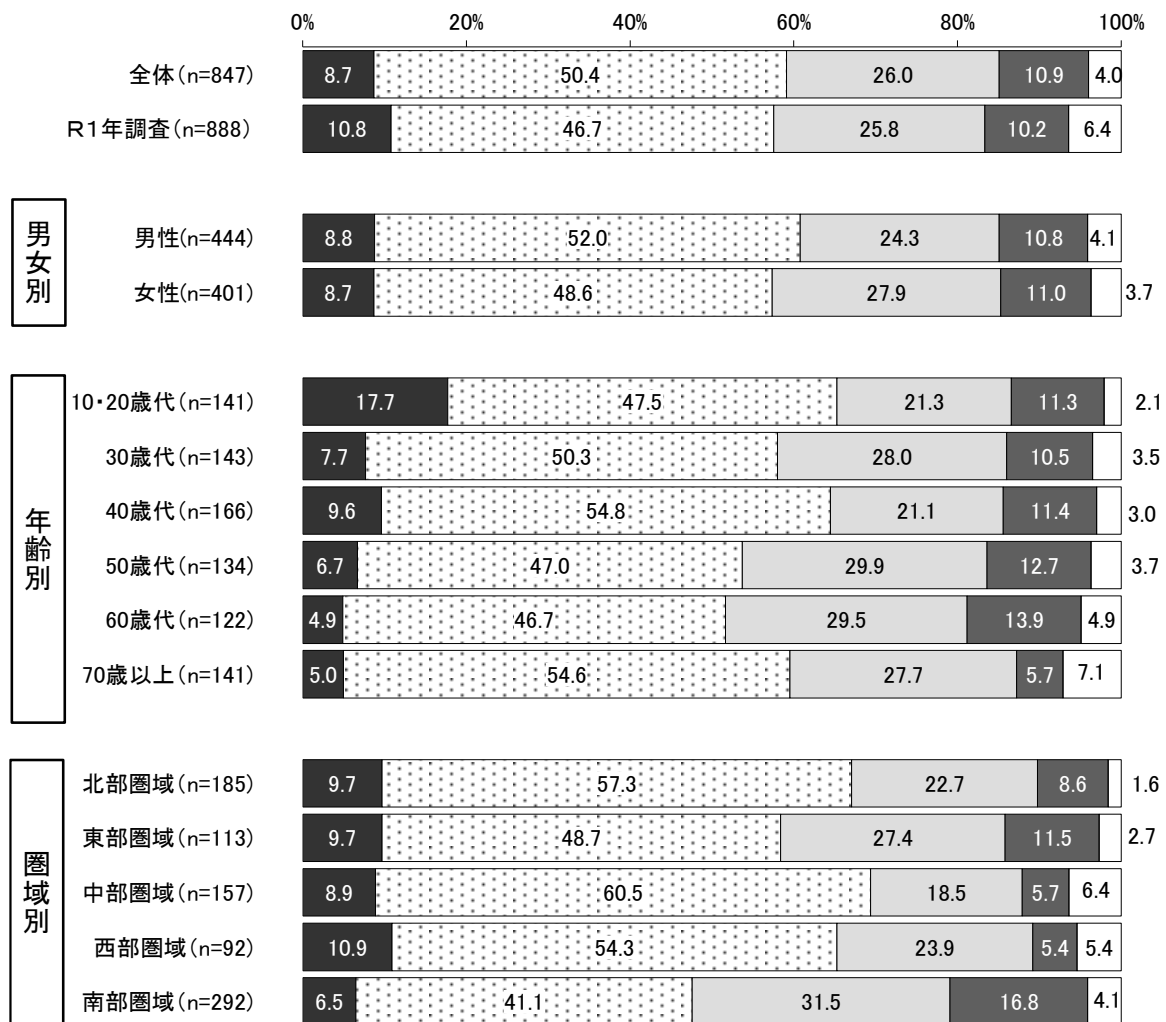 0% 20% 40% 60% 80% 100%
全体(n=847) 8.7 50.4 26.0 10.9 4.0
R1年調査(n=888) 10.8 46.7 25.8 10.2 6.4
男女別
男性(n=444) 8.8 52.0 24.3 10.8 4.1
女性(n=401) 8.7 48.6 27.9 11.0 3.7
年齢別
10・20歳代(n=141) 17.7 47.5 21.3 11.3 2.1
30歳代(n=143) 7.7 50.3 28.0 10.5 3.5
40歳代(n=166) 9.6 54.8 21.1 11.4 3.0
50歳代(n=134) 6.7 47.0 29.9 12.7 3.7
60歳代(n=122) 4.9 46.7 29.5 13.9 4.9
70歳以上(n=141) 5.0 54.6 27.7 5.7 7.1
圏域別
北部圏域(n=185) 9.7 57.3 22.7 8.6 1.6
東部圏域(n=113) 9.7 48.7 27.4 11.5 2.7
中部圏域(n=157) 8.9 60.5 18.5 5.7 6.4
西部圏域(n=92) 10.9 54.3 23.9 5.4 5.4
南部圏域(n=292) 6.5 41.1 31.5 16.8 4.1